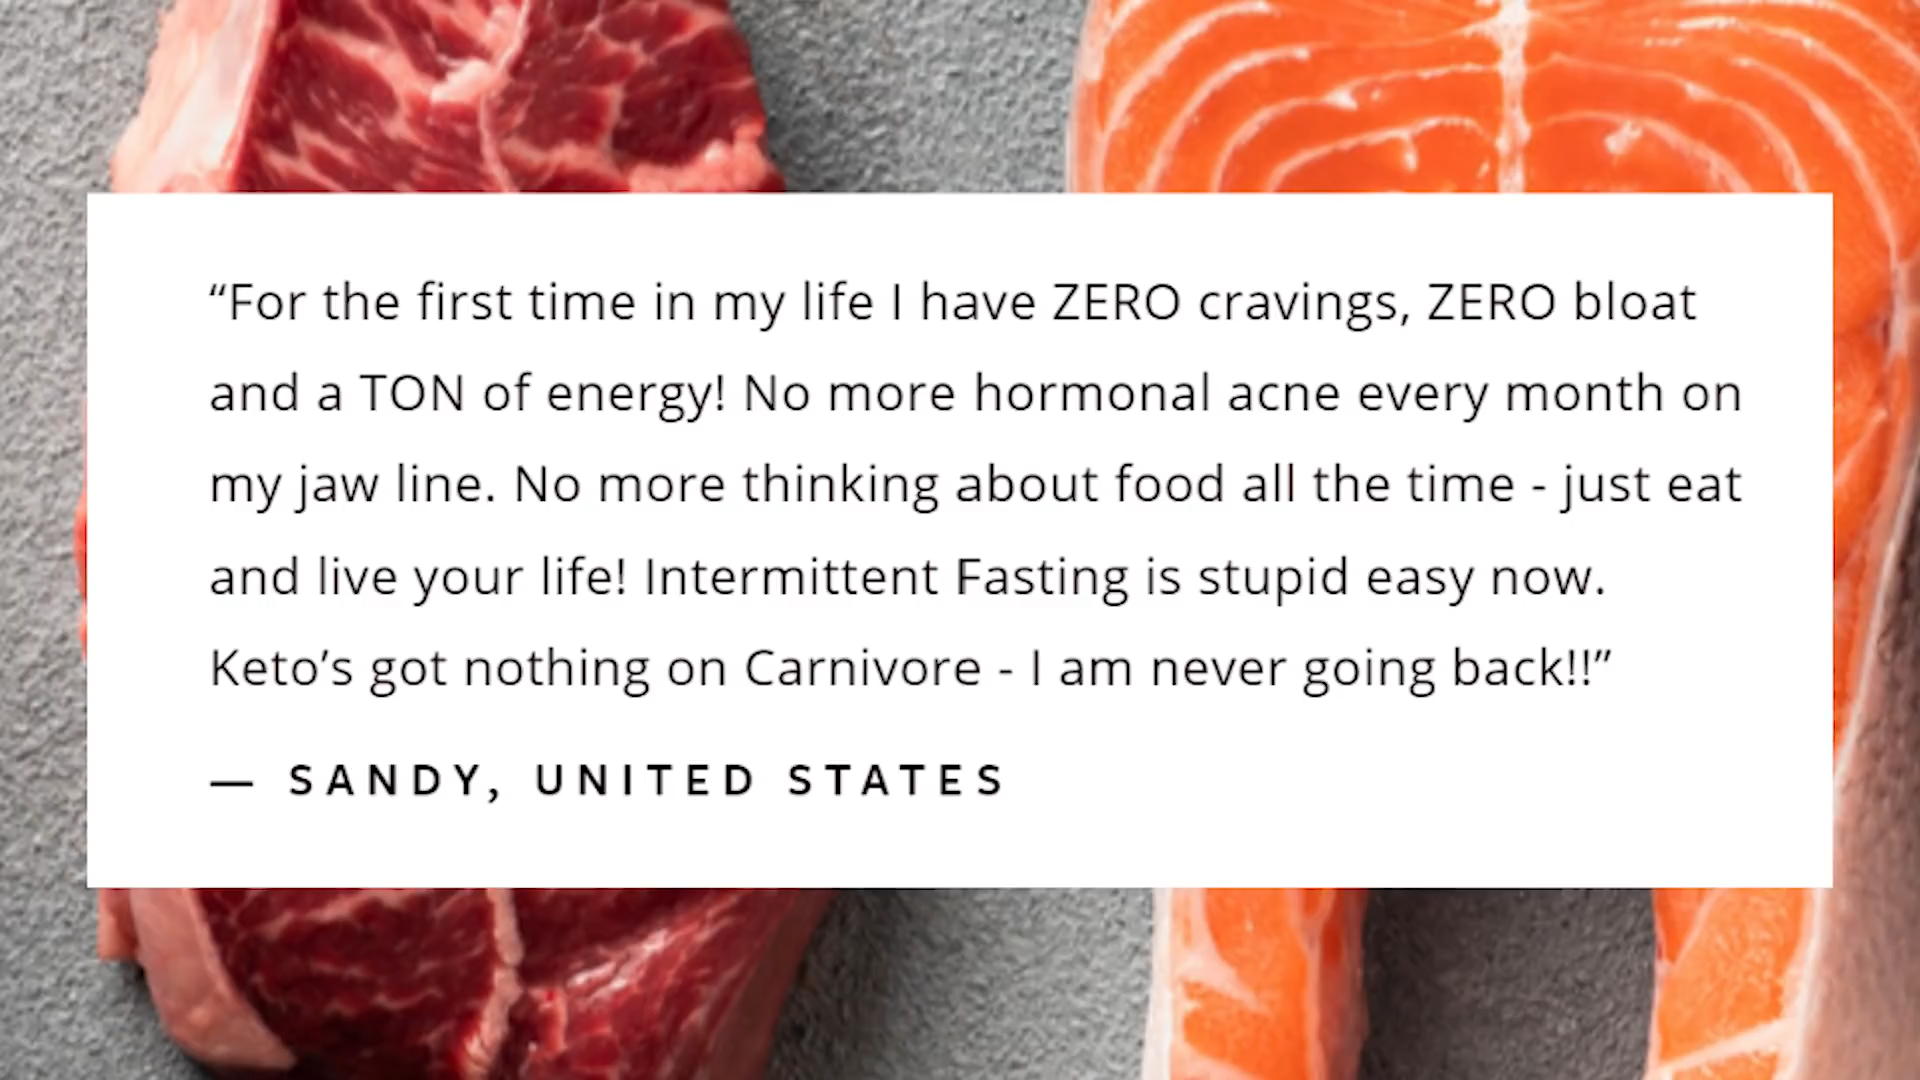 “For the first time in my life I have ZERO cravings, ZERO bloat
and a TON of energy! No more hormonal acne every month on
my jaw line. No more thinking about food all the time - just eat
and live your life! Intermittent Fasting is stupid easy now.
Keto’s got nothing on Carnivore - I am never going back!!”
— SANDY, UNITED STATES